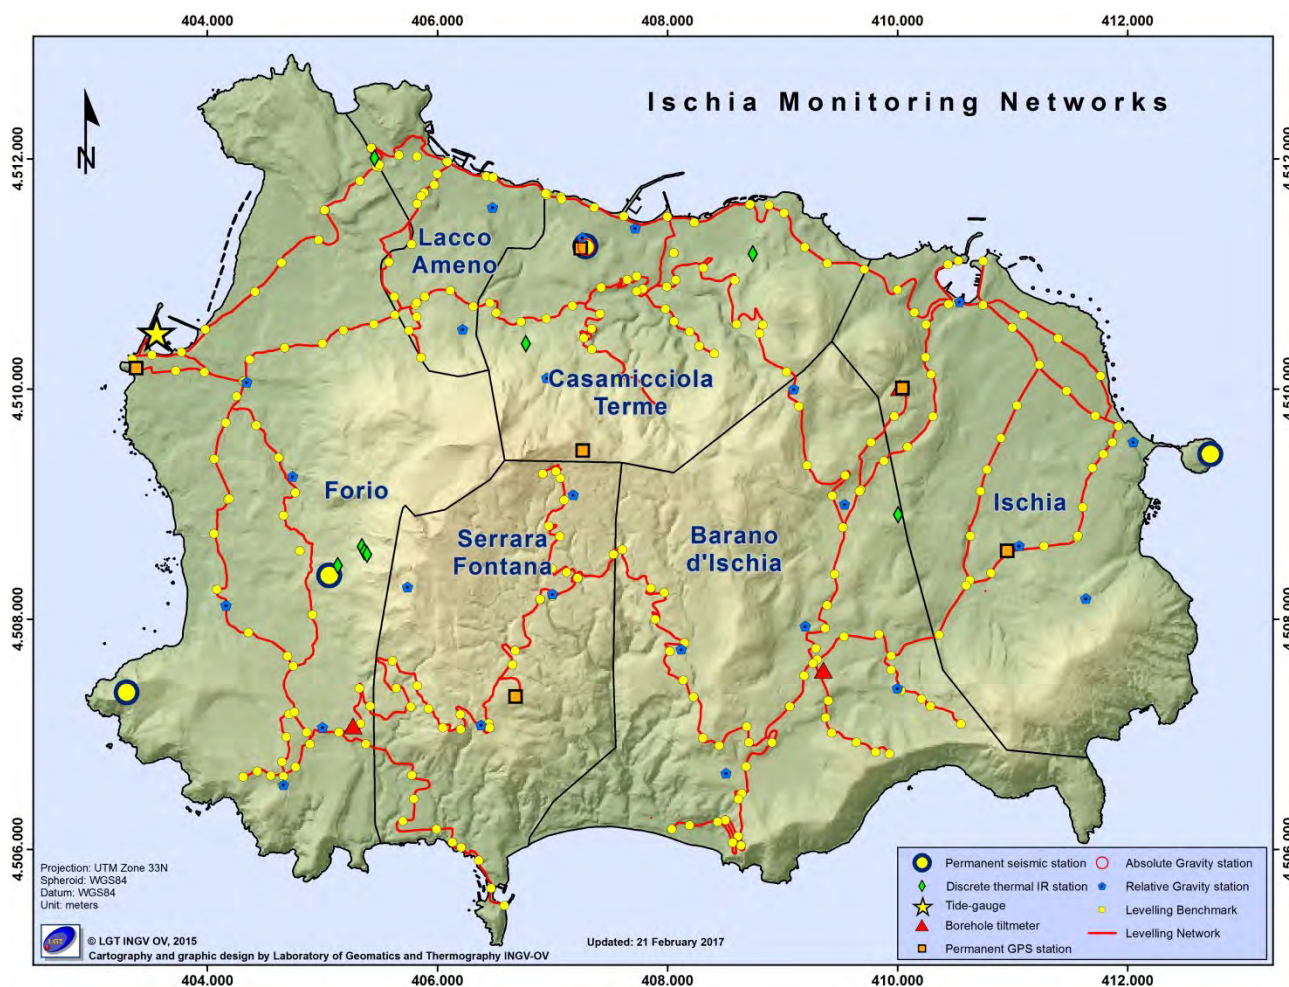 404.000 406.000 408.000 410.000 412.000
Ischia Monitoring Networks
N
4.512.000 4.512.000
Lacco
Ameno
4.510.000 4.510.000
Casamicciola
Terme
Forio
Ischia
Serrara
Fontana
Barano
d'Ischia
4.508.000 4.508.000
4.506.000 4.506.000
Projection: UTM Zone 33N
Spheroid: WGS84
Datum: WGS84
Unit: meters
LGT
© LGT INGV OV, 2015
Updated: 21 February 2017
Cartography and graphic design by Laboratory of Geomatics and Thermography INGV-OV
Permanent seismic station
Discrete thermal IR station
Tide-gauge
Borehole tiltmeter
Permanent GPS station
Absolute Gravity station
Relative Gravity station
Levelling Benchmark
Levelling Network
404.000 406.000 408.000 410.000 412.000